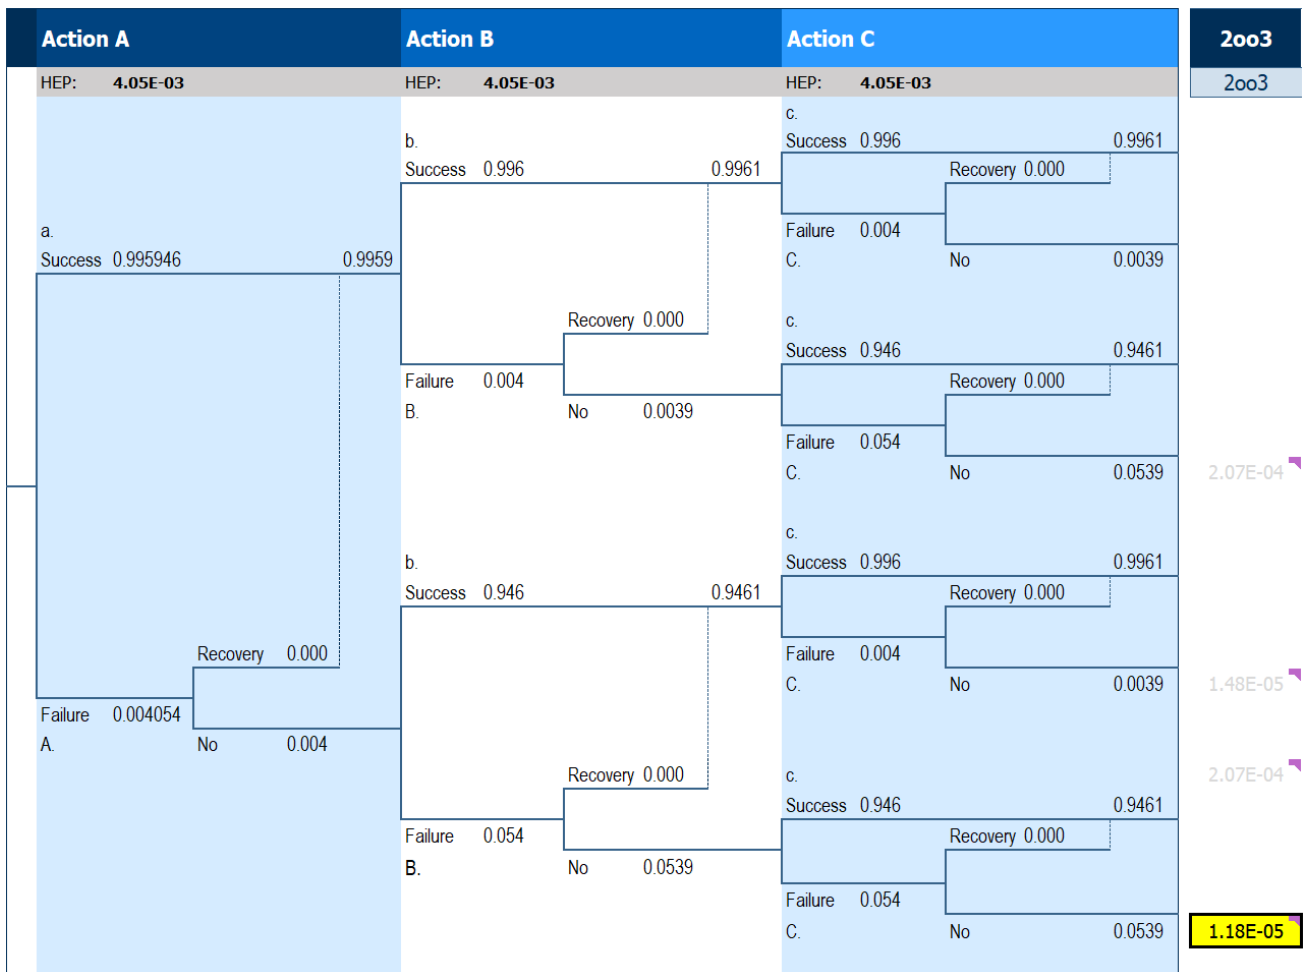 Action A Action B Action C 2oo3
HEP: 4.05E-03 HEP: 4.05E-03 HEP: 4.05E-03 2oo3
c.
b. Success 0.996 0.9961
Success 0.996 0.9961 Recovery 0.000
a. Failure 0.004
Success 0.995946 0.9959 C. No 0.0039
Recovery 0.000 c.
Success 0.946 0.9461
Failure 0.004 Recovery 0.000
B. No 0.0039
Failure 0.054
C. No 0.0539 2.07E-04
c.
b. Success 0.996 0.9961
Success 0.946 0.9461 Recovery 0.000
Recovery 0.000 Failure 0.004
C. No 0.0039 1.48E-05
Failure 0.004054
A. No 0.004
Recovery 0.000 c. 2.07E-04
Success 0.946 0.9461
Failure 0.054 Recovery 0.000
B. No 0.0539
Failure 0.054
C. No 0.0539 1.18E-05